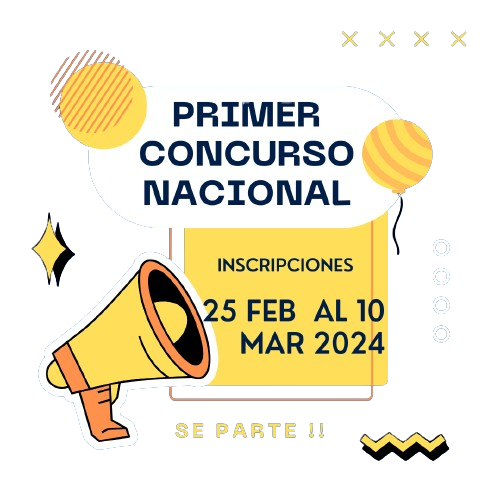 PRIMER
CONCURSO
NACIONAL
INSCRIPCIONES
25 FEB AL 10
MAR 2024
SE PARTE !!